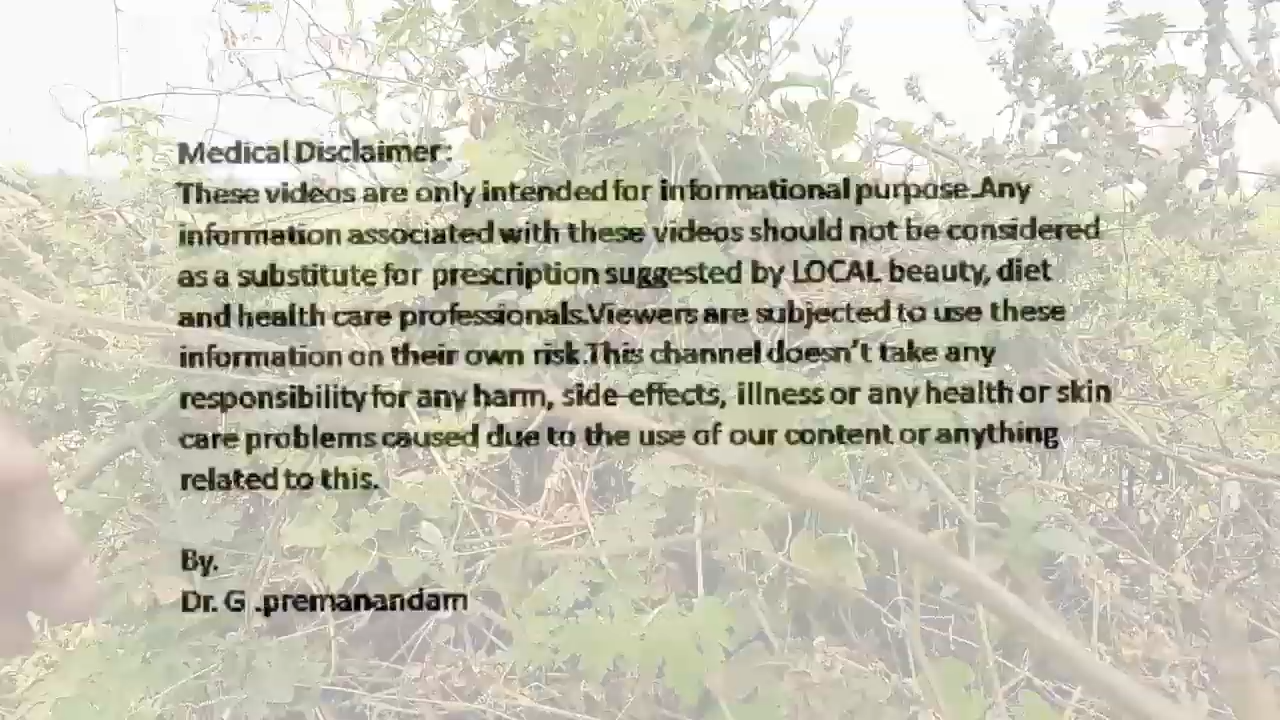 Medical Disclaimer:
These videos are only intended for informational purpose.Any
information associated with these videos should not be considered
as a substitute for prescription suggested by LOCAL beauty, diet
and health care professionals.Viewers are subjected to use these
information on their own risk.This channel doesn't take any
responsibility for any harm, side-effects, illness or any health or skin
care problems caused due to the use of our content or anything
related to this.
By.
Dr. G .premanandam